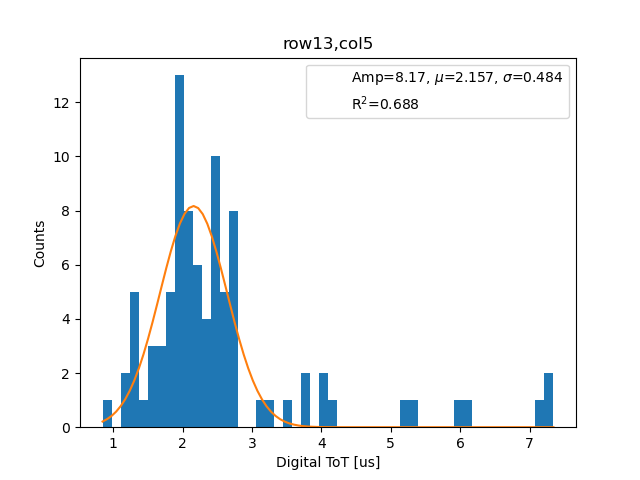 row13,col5
Amp=8.17, μ=2.157, σ=0.484
R²=0.688
Counts
12
10
8
6
4
2
0
1 2 3 4 5 6 7
Digital ToT [us]